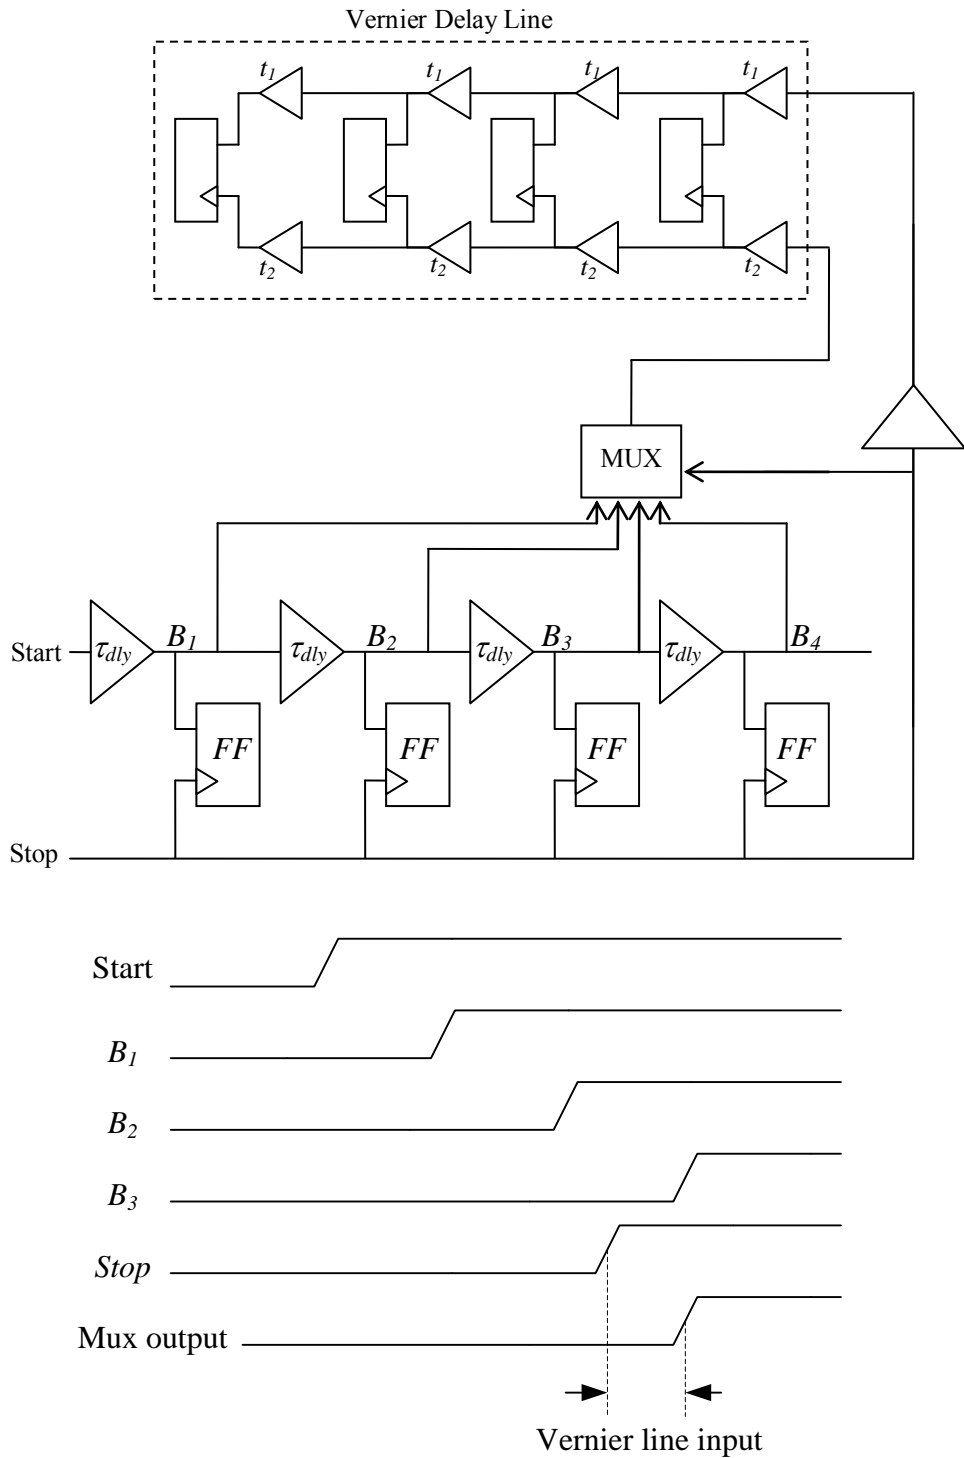 Vernier Delay Line
t1 t1 t1 t1
t2 t2 t2 t2
MUX
Start τdly B1 τdly B2 τdly B3 τdly B4
FF FF FF FF
Stop
Start
B1
B2
B3
Stop
Mux output
Vernier line input